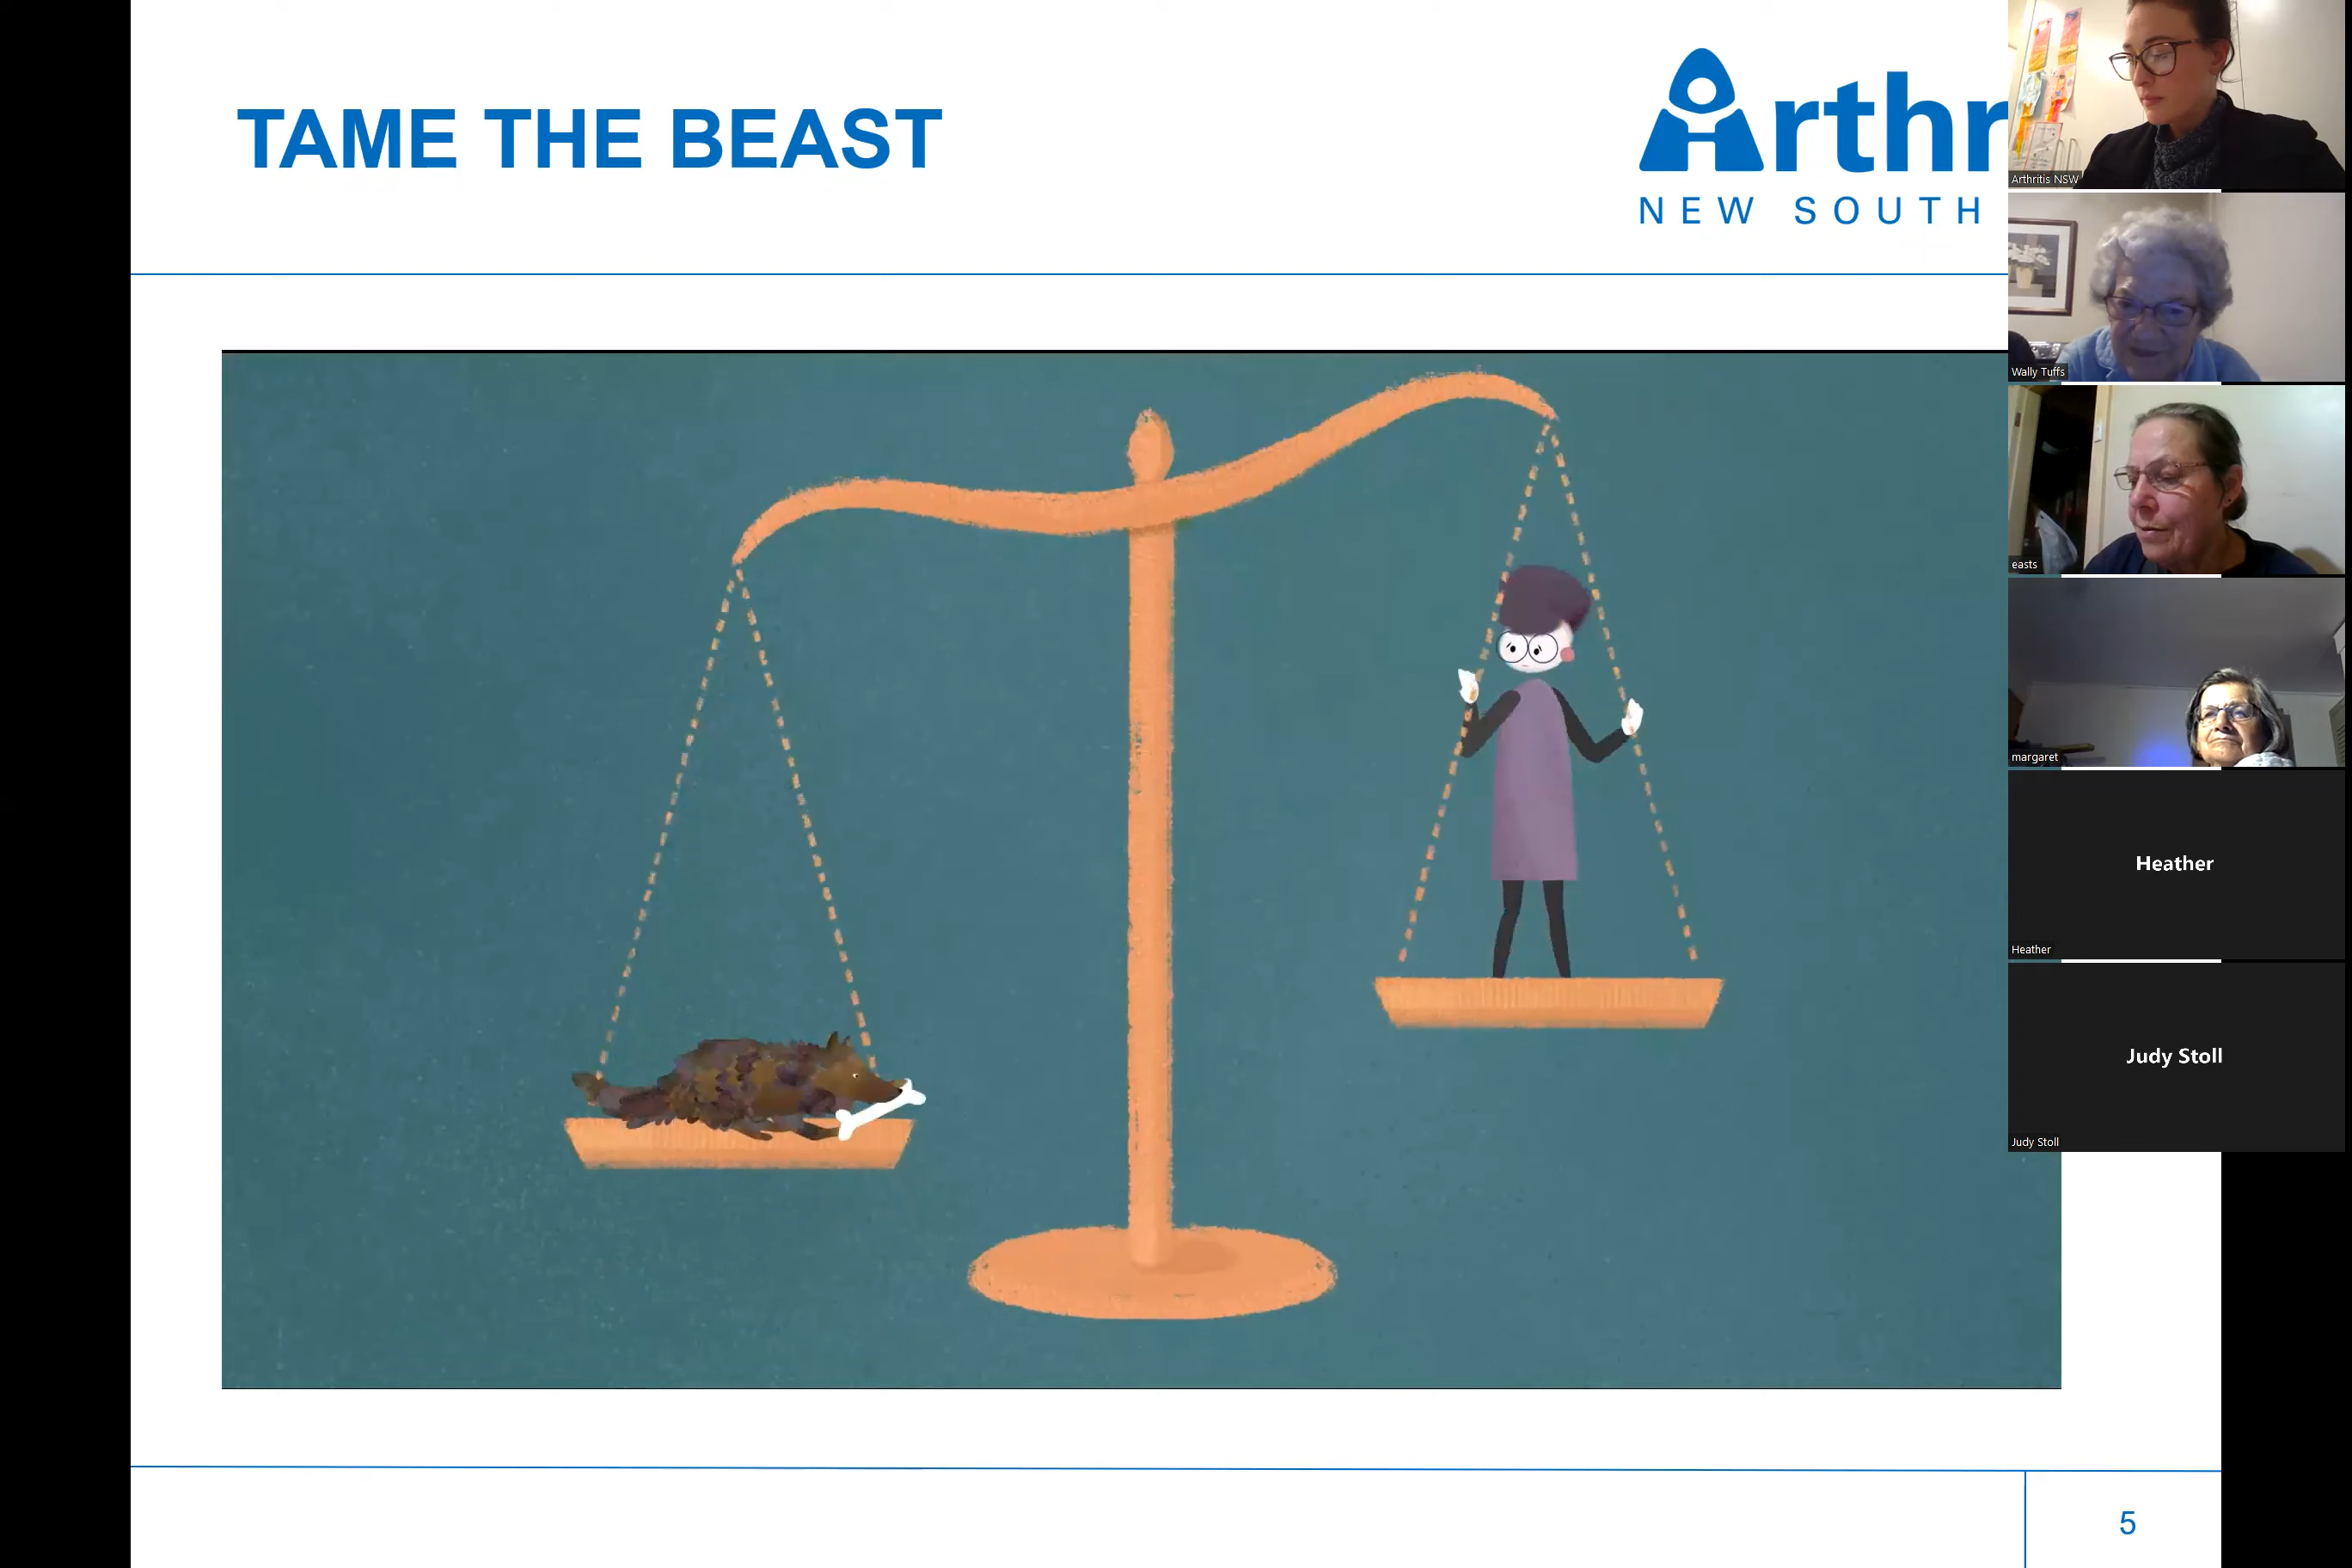 TAME THE BEAST
Arthr
NEW SOUTH
Arthritis NSW
Wally Tuffs
easts
margaret
Heather
Heather
Judy Stoll
Judy Stoll
5